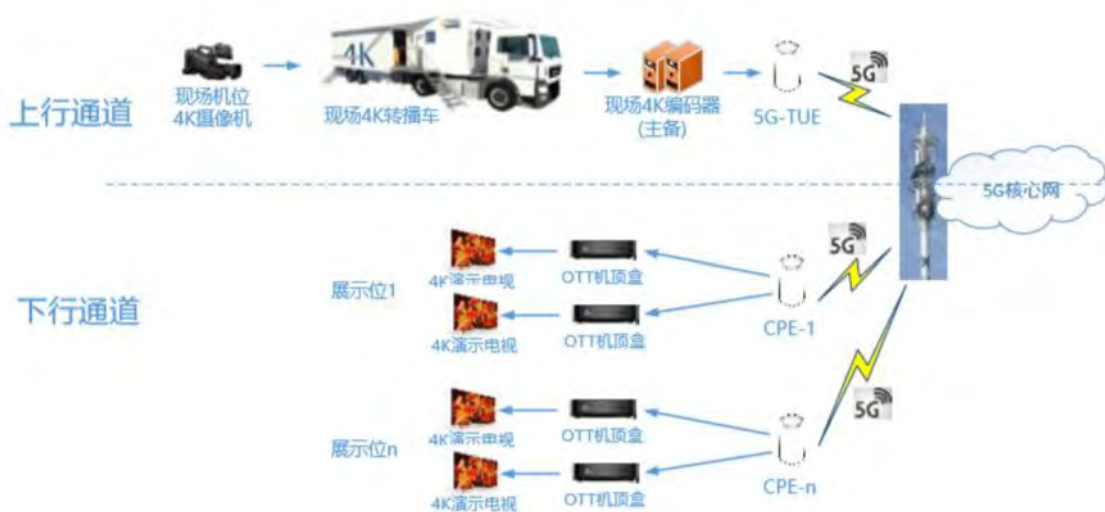 4K
5G
现场机位
4K摄像机
现场4K转播车
现场4K编码器
(主备)
5G-TUE
上行通道
5G核心网
5G
4K演示电视
OTT机顶盒
展示位1
CPE-1
4K演示电视
OTT机顶盒
下行通道
5G
4K演示电视
OTT机顶盒
展示位n
CPE-n
4K演示电视
OTT机顶盒